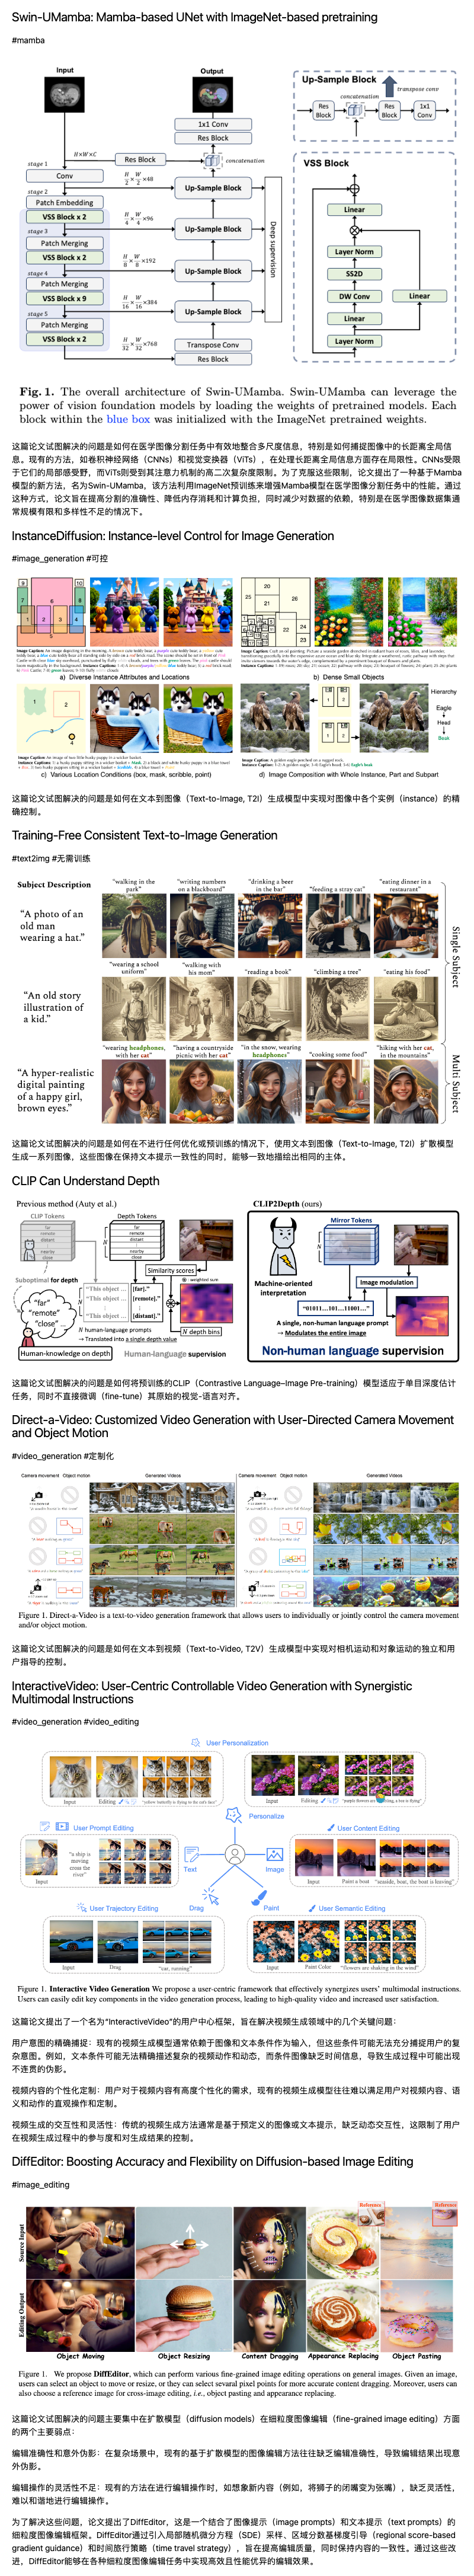 Swin-UMamba: Mamba-based UNet with ImageNet-based pretraining
#mamba
Input
Output
Up-Sample Block
transpose conv
concatenation
Res Block
Res Block
1x1 Conv
1x1 Conv
Res Block
H×W×C
Res Block
concatenation
stage 1
Conv
stage 2
Patch Embedding
VSS Block x 2
H/2 × W/2 ×48
Up-Sample Block
stage 3
Patch Merging
VSS Block x 2
H/4 × W/4 ×96
Up-Sample Block
stage 4
Patch Merging
VSS Block x 9
H/8 × W/8 ×192
Up-Sample Block
stage 5
Patch Merging
VSS Block x 2
H/16 × W/16 ×384
Up-Sample Block
H/32 × W/32 ×768
Transpose Conv
Res Block
Deep supervision
VSS Block
Linear
Layer Norm
SS2D
DW Conv
Linear
Linear
Layer Norm
Fig. 1. The overall architecture of Swin-UMamba. Swin-UMamba can leverage the
power of vision foundation models by loading the weights of pretrained models. Each
block within the blue box was initialized with the ImageNet pretrained weights.
这篇论文试图解决的问题是如何在医学图像分割任务中有效地整合多尺度信息，特别是如何捕捉图像中的长距离全局信
息。现有的方法，如卷积神经网络（CNNs）和视觉变换器（ViTs），在处理长距离全局信息方面存在局限性。CNNs受限
于它们的局部感受野，而ViTs则受到其注意力机制的高二次复杂度限制。为了克服这些限制，论文提出了一种基于Mamba
模型的新方法，名为Swin-UMamba，该方法利用ImageNet预训练来增强Mamba模型在医学图像分割任务中的性能。通
过这种方式，论文旨在提高分割的准确性、降低内存消耗和计算负担，同时减少对数据的依赖，特别是在医学图像数据集通
常规模有限和多样性不足的情况下。
InstanceDiffusion: Instance-level Control for Image Generation
#image_generation #可控
a) Diverse Instance Attributes and Locations
b) Dense Small Objects
Hierarchy
Eagle
Head
Beak
c) Various Location Conditions (box, mask, scribble, point)
d) Image Composition with Whole Instance, Part and Subpart
这篇论文试图解决的问题是如何在文本到图像（Text-to-Image, T2I）生成模型中实现对图像中各个实例（instance）的精
确控制。
Training-Free Consistent Text-to-Image Generation
#text2img #无需训练
Subject Description
"walking in the park"
"writing numbers on a blackboard"
"drinking a beer in the bar"
"feeding a stray cat"
"eating dinner in a restaurant"
"A photo of an
old man
wearing a hat."
Single Subject
"wearing a school uniform"
"walking with his mom"
"reading a book"
"climbing a tree"
"eating his food"
"An old story
illustration of
a kid."
"wearing headphones, with her cat"
"having a countryside picnic with her cat"
"in the snow, wearing headphones"
"cooking some food"
"hiking with her cat, in the mountains"
"A hyper-realistic
digital painting
of a happy girl,
brown eyes."
Multi Subject
这篇论文试图解决的问题是如何在不进行任何优化或预训练的情况下，使用文本到图像（Text-to-Image, T2I）扩散模型
生成一系列图像，这些图像在保持文本提示一致性的同时，能够一致地描绘出相同的主体。
CLIP Can Understand Depth
Previous method (Auty et al.)
CLIP2Depth (ours)
CLIP Tokens
Depth Tokens
far
remote
distant
nearby
close
far
remote
distant
nearby
close
Similarity scores
weighted sum
Suboptimal for depth
"far"
"remote"
"close" ...
"This object ...
"This object ...
"This object ...
[far]."
[remote]."
[distant]."
N human-language prompts
→ Translated into a single depth value
N depth bins
Human-knowledge on depth
Human-language supervision
Mirror Tokens
Machine-oriented
interpretation
Image modulation
"01011...101...11001..."
A single, non-human language prompt
→ Modulates the entire image
Non-human language supervision
这篇论文试图解决的问题是如何将预训练的CLIP（Contrastive Language–Image Pre-training）模型适应于单目深度估计
任务，同时不直接微调（fine-tune）其原始的视觉-语言对齐。
Direct-a-Video: Customized Video Generation with User-Directed Camera Movement
and Object Motion
#video_generation #定制化
Camera movement Object motion Generated Videos
Camera movement Object motion Generated Videos
Figure 1. Direct-a-Video is a text-to-video generation framework that allows users to individually or jointly control the camera movement
and/or object motion.
这篇论文试图解决的问题是如何在文本到视频（Text-to-Video, T2V）生成模型中实现对相机运动和对象运动的独立和用
户指导的控制。
InteractiveVideo: User-Centric Controllable Video Generation with Synergistic
Multimodal Instructions
#video_generation #video_editing
User Personalization
Input
Editing
"yellow butterfly is flying in the cat's face"
Input
Editing
Personalize
User Prompt Editing
User Content Editing
Input
"a ship is
moving
cross the
river"
Text
Image
Input
Paint a boat
"seaside, boat, the boat is leaving"
User Trajectory Editing
Drag
Paint
User Semantic Editing
Input
Drag
"car, running"
Input
Paint Color
"flowers are shaking in the wind"
Figure 1. Interactive Video Generation We propose a user-centric framework that effectively synergizes users' multimodal instructions.
Users can easily edit key components in the video generation process, leading to high-quality video and increased user satisfaction.
这篇论文提出了一个名为"InteractiveVideo"的用户中心框架，旨在解决视频生成领域中的几个关键问题：
用户意图的精确捕捉：现有的视频生成模型通常依赖于图像和文本条件作为输入，但这些条件可能无法充分捕捉用户的复
杂意图。例如，文本条件可能无法精确描述复杂的视频动作和动态，而条件图像缺乏时间信息，导致生成过程中可能出现
不连贯的伪影。
视频内容的个性化定制：用户对于视频内容有高度个性化的需求，现有的视频生成模型往往难以满足用户对视频内容、语
义和动作的直观操作和定制。
视频生成的交互性和灵活性：传统的视频生成方法通常是基于预定义的图像或文本提示，缺乏动态交互性，这限制了用户
在视频生成过程中的参与度和对生成结果的控制。
DiffEditor: Boosting Accuracy and Flexibility on Diffusion-based Image Editing
#image_editing
Reference
Reference
Source Input
Editing Output
Object Moving
Object Resizing
Content Dragging
Appearance Replacing
Object Pasting
Figure 1. We propose DiffEditor, which can perform various fine-grained image editing operations on general images. Given an image,
users can select an object to move or resize, or they can select several pixel points for more accurate content dragging. Moreover, users can
also choose a reference image for cross-image editing, i.e., object pasting and appearance replacing.
这篇论文试图解决的问题主要集中在扩散模型（diffusion models）在细粒度图像编辑（fine-grained image editing）方面
的两个主要弱点：
编辑准确性和意外伪影：在复杂场景中，现有的基于扩散模型的图像编辑方法往往缺乏编辑准确性，导致编辑结果出现意
外伪影。
编辑操作的灵活性不足：现有的方法在进行编辑操作时，如想象新内容（例如，将狮子的闭嘴变为张嘴），缺乏灵活性，
难以和谐地进行编辑操作。
为了解决这些问题，论文提出了DiffEditor，这是一个结合了图像提示（image prompts）和文本提示（text prompts）的
细粒度图像编辑框架。DiffEditor通过引入局部随机微分方程（SDE）采样、区域分数基梯度引导（regional score-based
gradient guidance）和时间旅行策略（time travel strategy），旨在提高编辑质量，同时保持内容的一致性。通过这些改
进，DiffEditor能够在各种细粒度图像编辑任务中实现高效且性能优异的编辑效果。